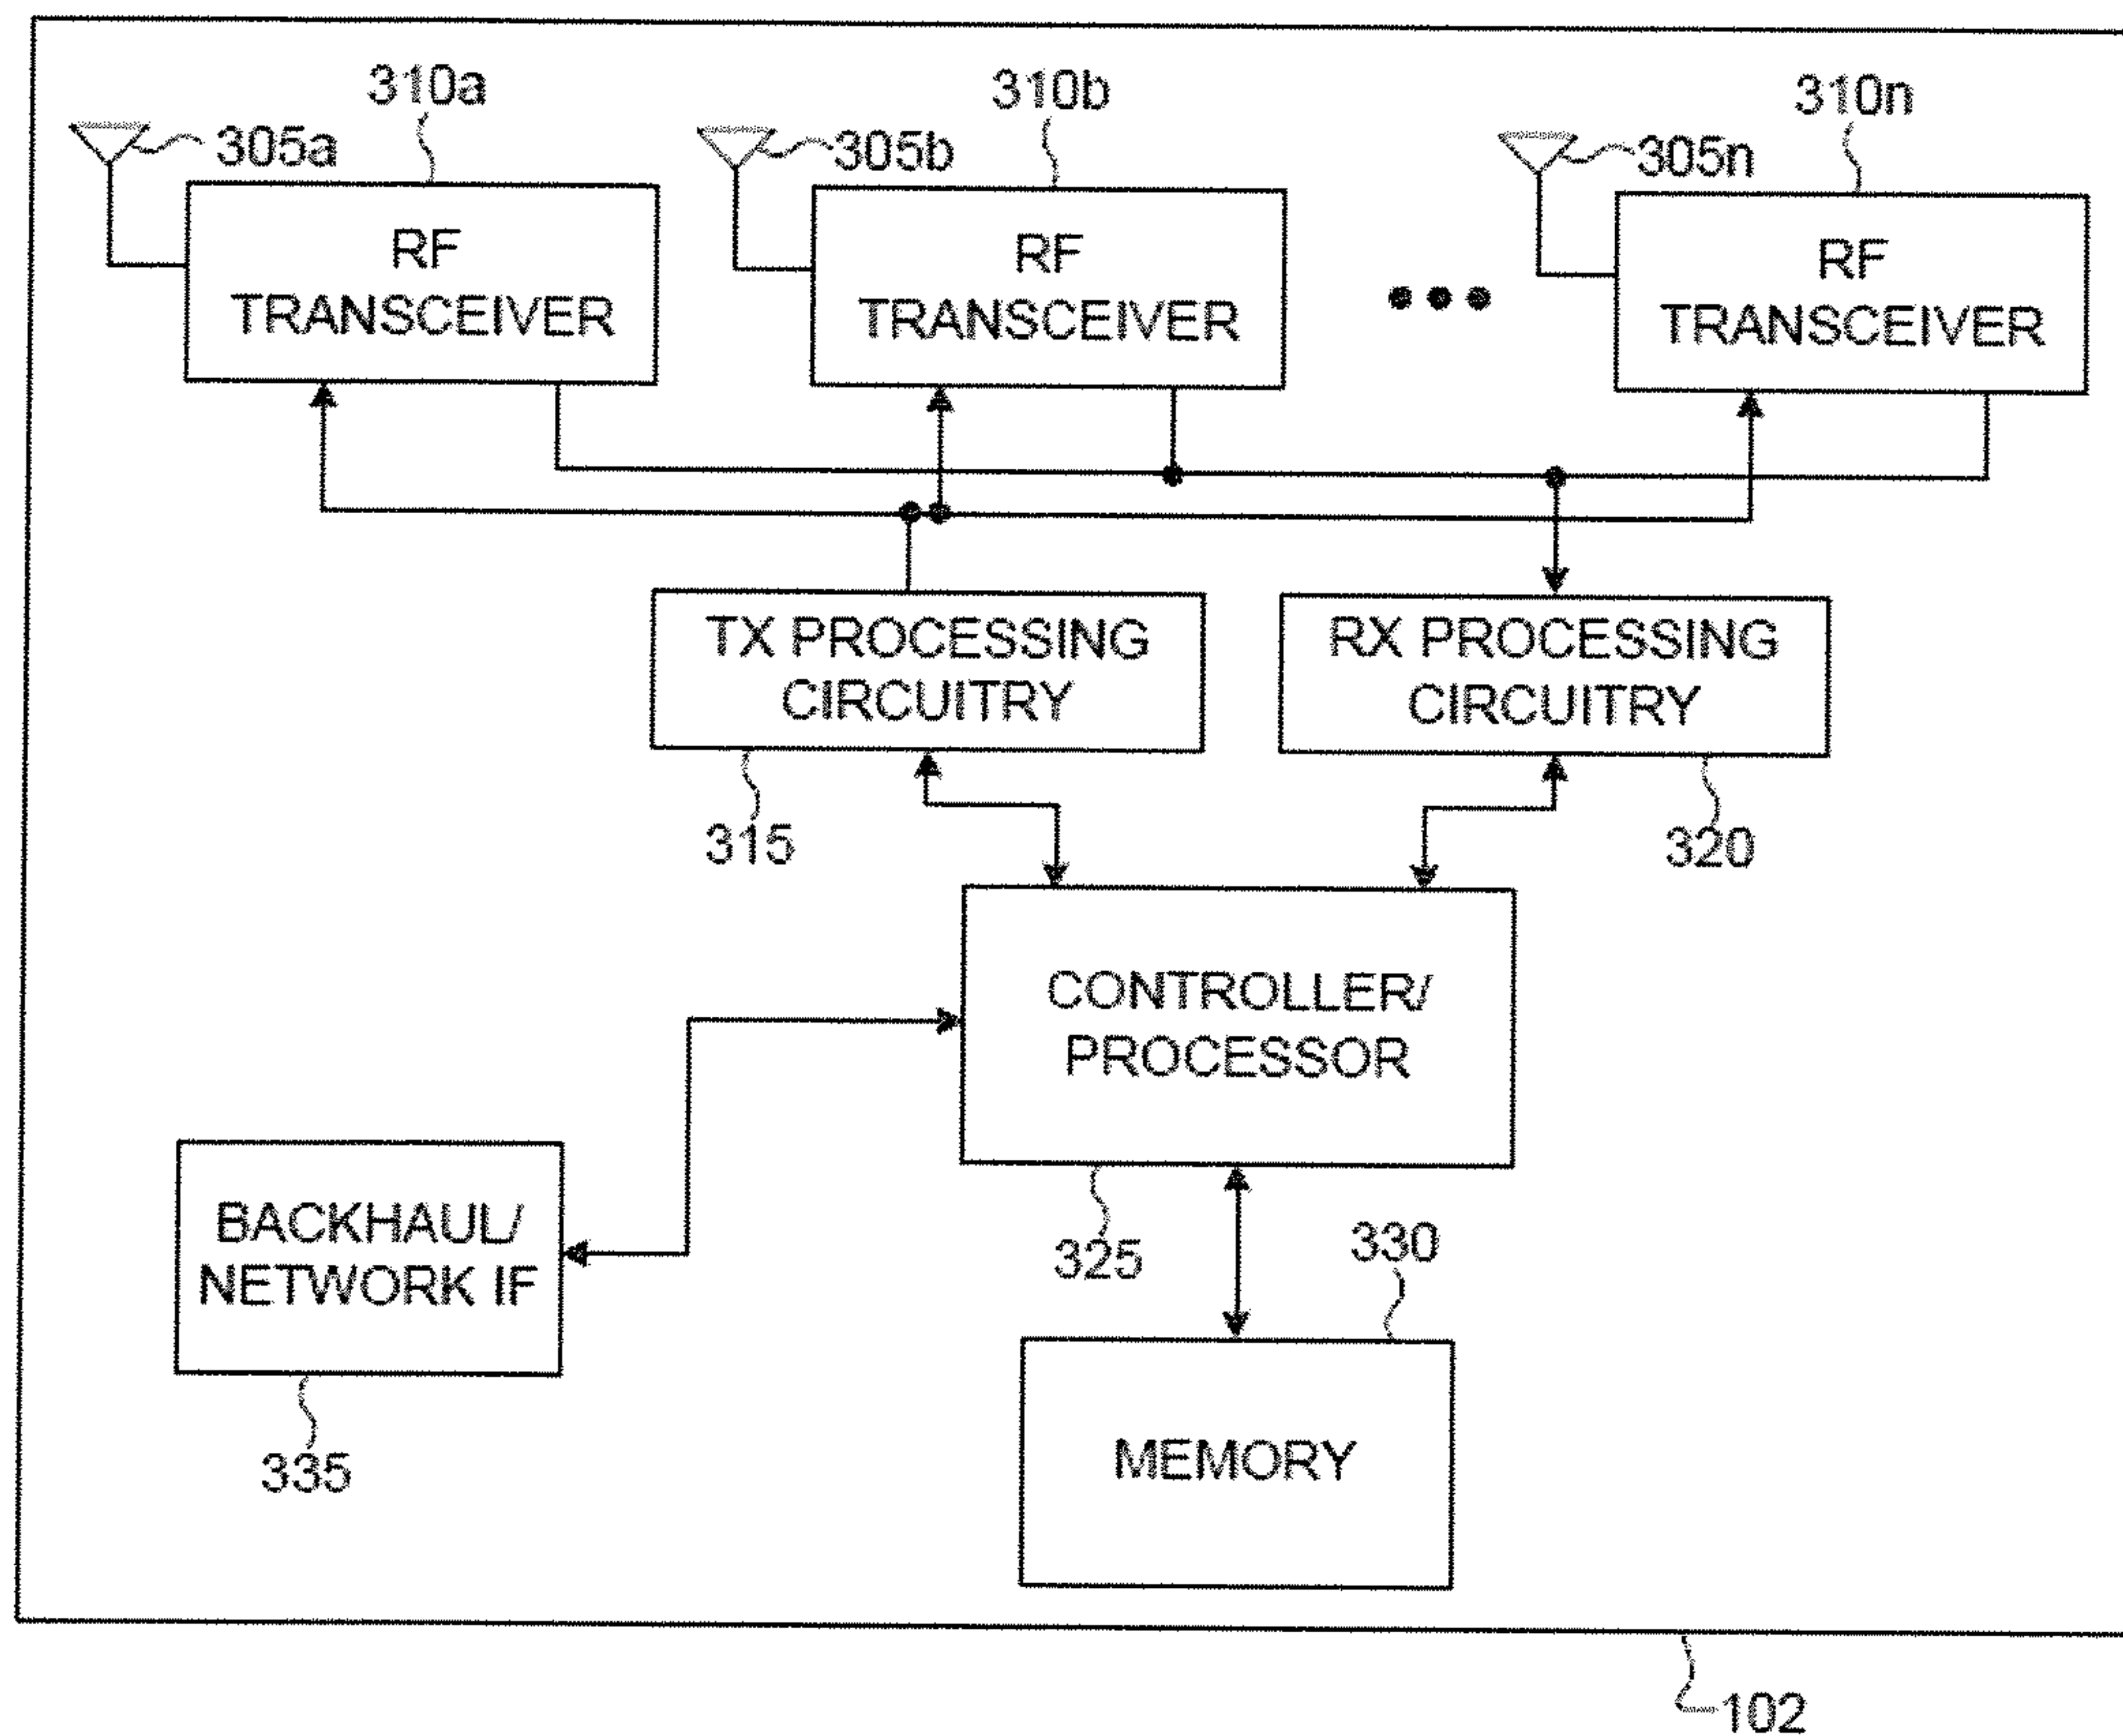 310a
310b
310n
305a
305b
305n
RF
TRANSCEIVER
RF
TRANSCEIVER
RF
TRANSCEIVER
TX PROCESSING
CIRCUITRY
RX PROCESSING
CIRCUITRY
315
320
CONTROLLER/
PROCESSOR
BACKHAUL/
NETWORK IF
325
330
335
MEMORY
102